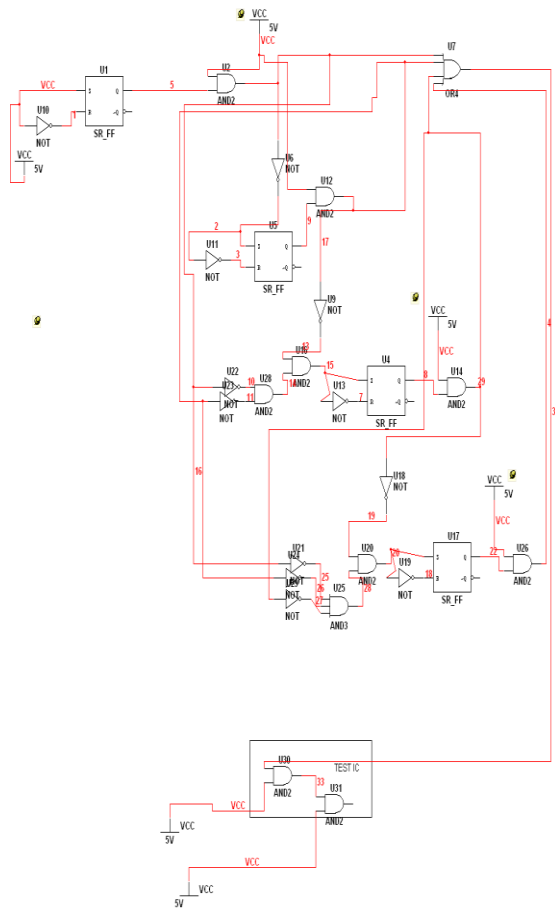 VCC
5V
VCC
U1
VCC
S
Q
R
~Q
SR_FF
U10
1
NOT
VCC
5V
5
U2
AND2
U7
OR4
U6
NOT
U12
AND2
9
2
U5
S
Q
R
~Q
SR_FF
U11
3
NOT
17
U9
NOT
13
U16
AND2
15
U22
10
U28
NOT
11
AND2
U13
7
NOT
U4
S
Q
R
~Q
SR_FF
8
VCC
5V
VCC
U14
AND2
29
4
3
16
U18
NOT
19
VCC
5V
VCC
U21
25
NOT
26
27
U25
AND3
U20
AND2
28
20
U19
18
NOT
U17
S
Q
R
~Q
SR_FF
22
U26
AND2
TEST IC
U30
AND2
33
U31
AND2
VCC
VCC
5V
VCC
VCC
5V